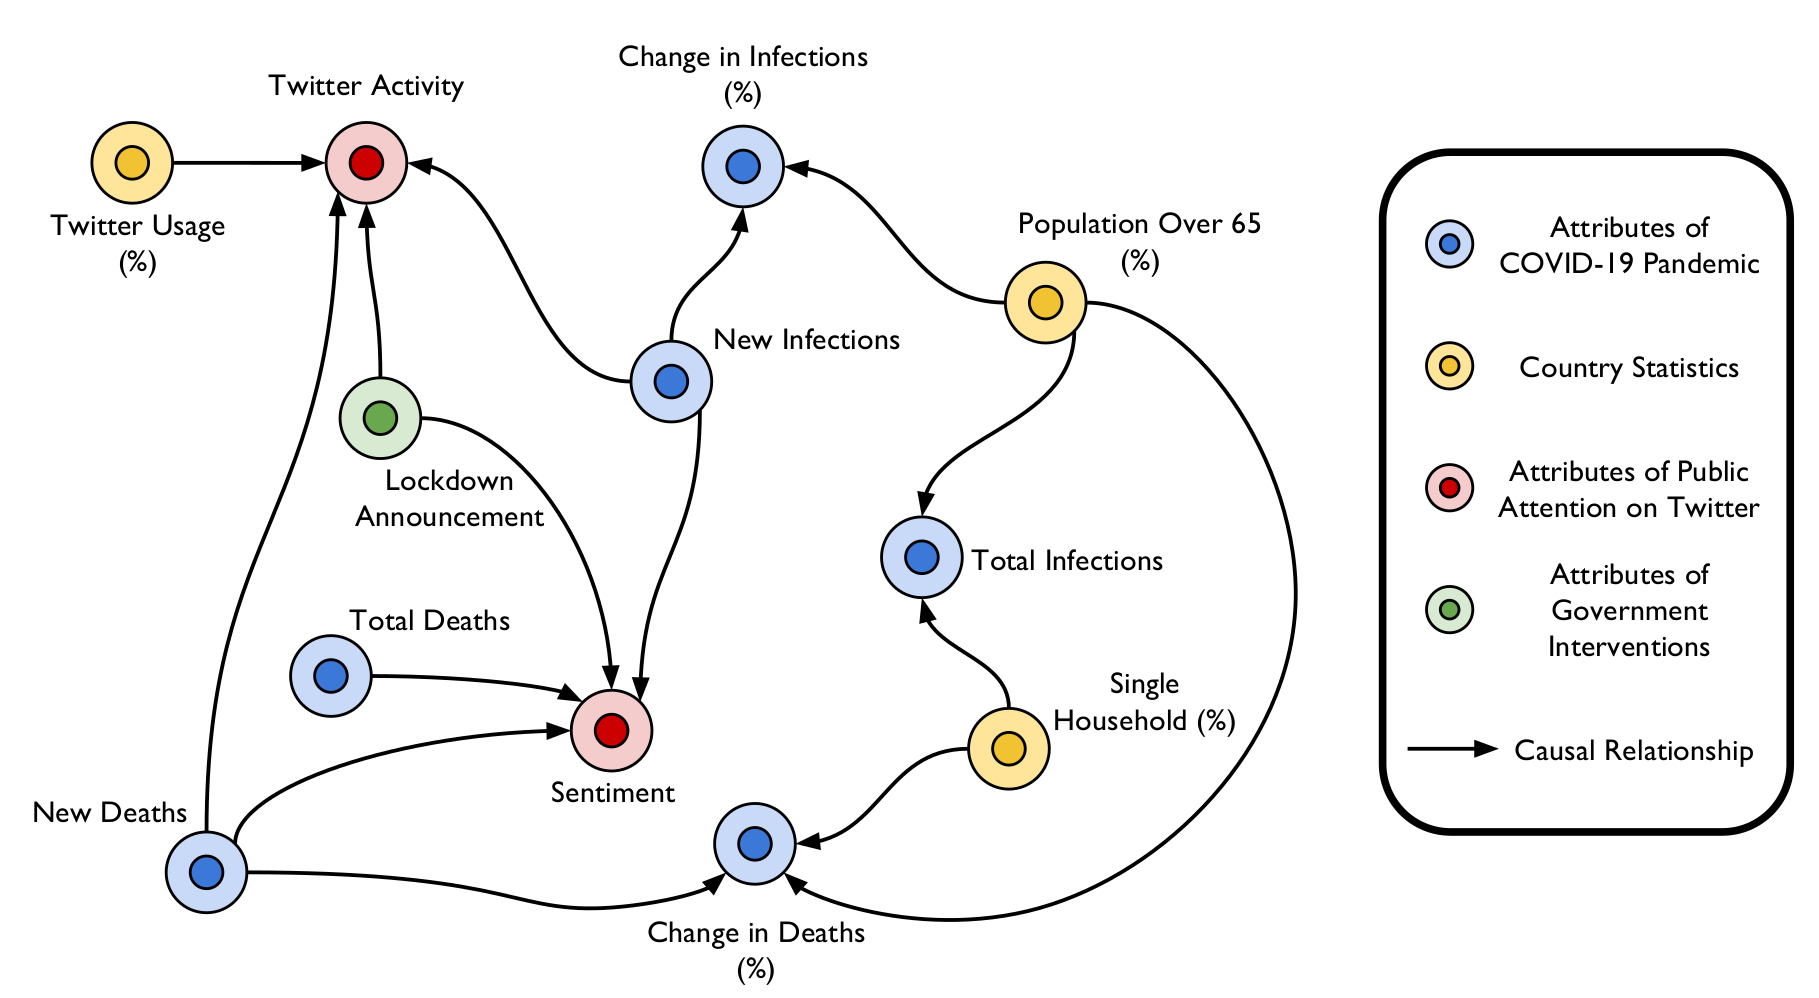 Change in Infections
(%)
Twitter Activity
Twitter Usage
(%)
Population Over 65
(%)
New Infections
Lockdown
Announcement
Total Infections
Total Deaths
Single
Household (%)
Sentiment
New Deaths
Change in Deaths
(%)
Attributes of
COVID-19 Pandemic
Country Statistics
Attributes of Public
Attention on Twitter
Attributes of
Government
Interventions
Causal Relationship